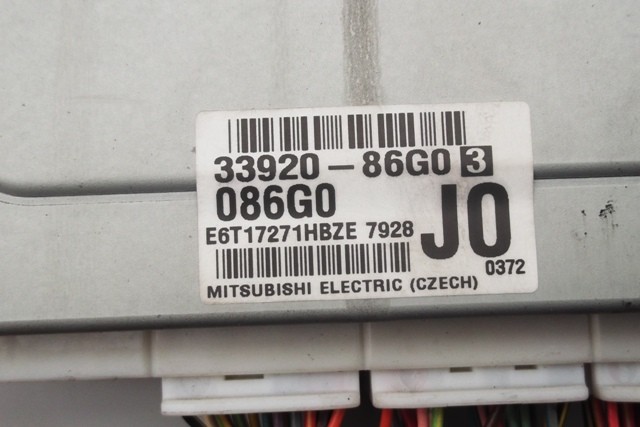 33920-86G0 3
086G0
E6T17271HBZE 7928
J0
0372
MITSUBISHI ELECTRIC (CZECH)